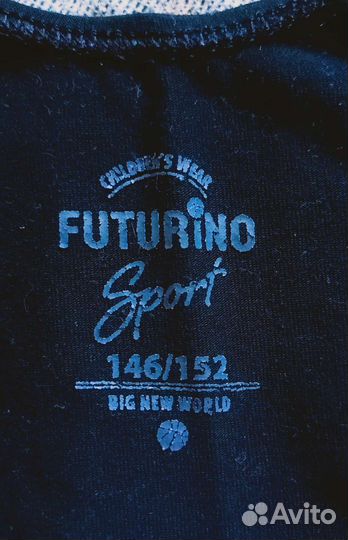 CHILDREN'S WEAR
FUTURINO
Sport
146/152
BIG NEW WORLD
Avito